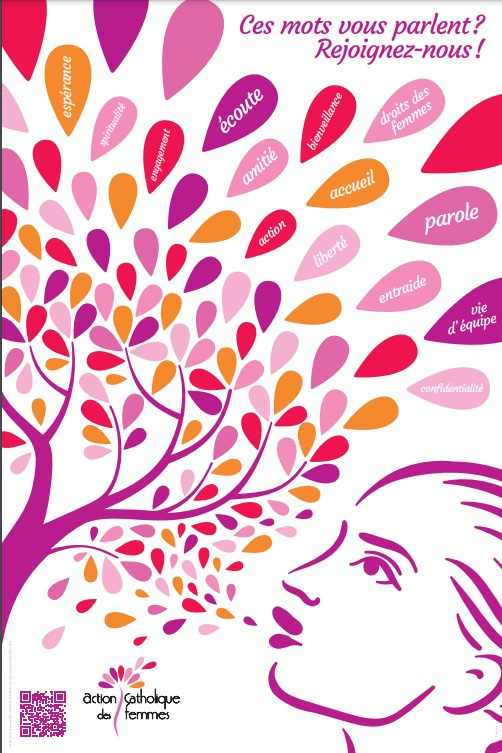 Ces mots vous parlent ?
Rejoignez-nous !
espérance
spiritualité
engagement
écoute
bienveillance
droits des
femmes
amitié
accueil
parole
action
liberté
entraide
vie
d'équipe
confidentialité
action Catholique
des femmes